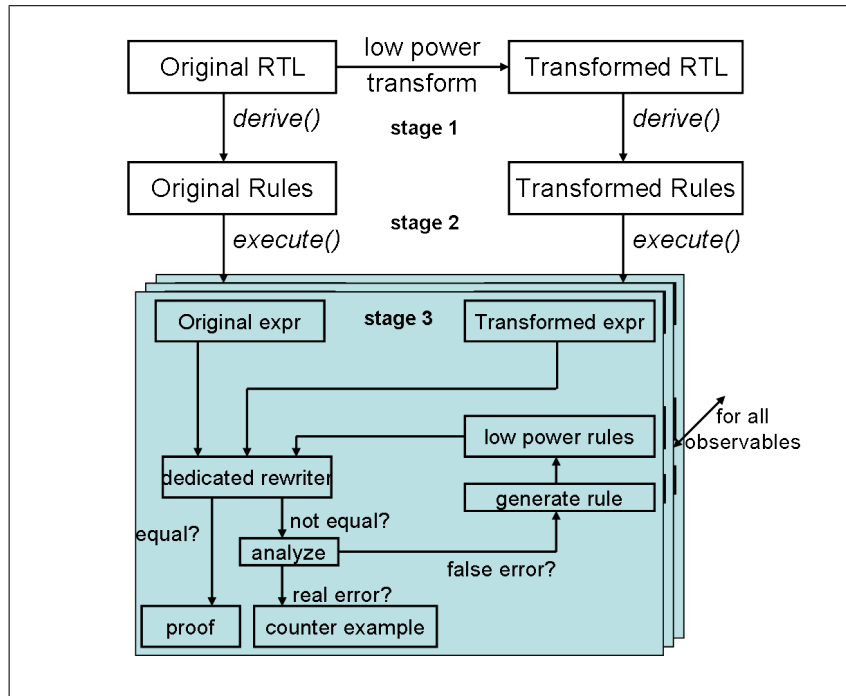 low power
Original RTL
Transformed RTL
transform
derive()
stage 1
derive()
Original Rules
Transformed Rules
stage 2
execute()
execute()
Original expr
stage 3
Transformed expr
for all
observables
low power rules
dedicated rewriter
generate rule
equal?
not equal?
analyze
false error?
real error?
proof
counter example